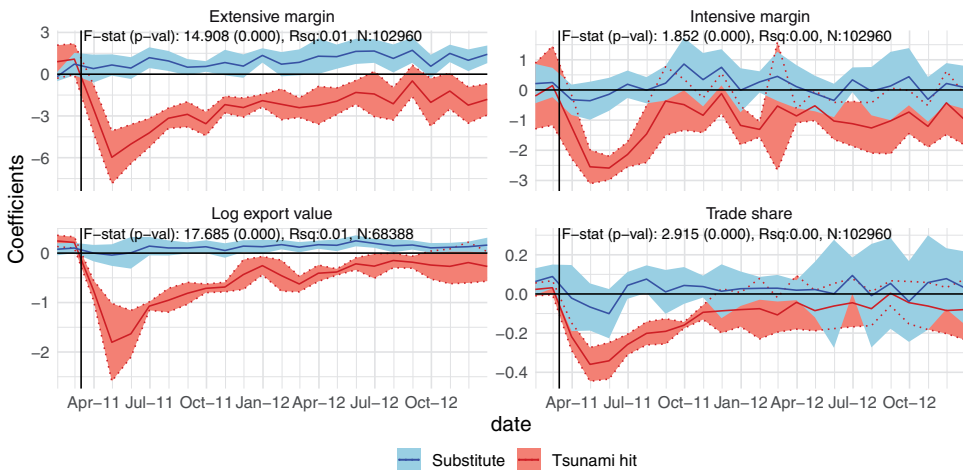 Extensive margin
F−stat (p−val): 14.908 (0.000), Rsq:0.01, N:102960
3
0
−3
−6
Intensive margin
F−stat (p−val): 1.852 (0.000), Rsq:0.00, N:102960
1
0
−1
−2
−3
Coefficients
Log export value
F−stat (p−val): 17.685 (0.000), Rsq:0.01, N:68388
0
−1
−2
Apr−11 Jul−11 Oct−11 Jan−12 Apr−12 Jul−12 Oct−12
Trade share
F−stat (p−val): 2.915 (0.000), Rsq:0.00, N:102960
0.2
0.0
−0.2
−0.4
Apr−11 Jul−11 Oct−11 Jan−12 Apr−12 Jul−12 Oct−12
date
Substitute Tsunami hit